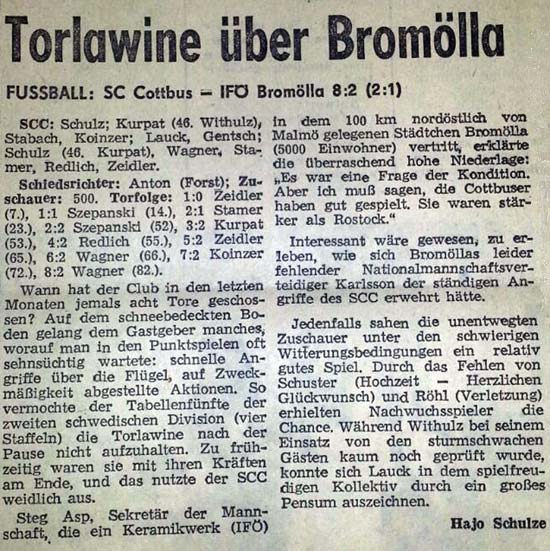 Torlawine über Bromölla
FUSSBALL: SC Cottbus — IFÖ Bromölla 8:2 (2:1)
SCC: Schulz; Kurpat (46. Withulz),
Stabach, Koinzer; Lauck, Gentsch;
Schulz (46. Kurpat), Wagner, Sta-
mer, Redlich, Zeidler.
Schiedsrichter: Anton (Forst); Zu-
schauer: 500. Torfolge: 1:0 Zeidler
(7.), 1:1 Szepanski (14.), 2:1 Stamer
(23.), 2:2 Szepanski (52), 3:2 Kurpat
(53.), 4:2 Redlich (55.), 5:2 Zeidler
(65.), 6:2 Wagner (66.), 7:2 Koinzer
(72.), 8:2 Wagner (82.).
Wann hat der Club in den letzten
Monaten jemals acht Tore geschos-
sen? Auf dem schneebedeckten Bo-
den gelang dem Gastgeber manches,
worauf man in den Punktspielen oft
sehnsüchtig wartete: schnelle An-
griffe über die Flügel, auf Zweck-
mäßigkeit abgestellte Aktionen. So
vermochte der Tabellenfünfte der
zweiten schwedischen Division (vier
Staffeln) die Torlawine nach der
Pause nicht aufzuhalten. Zu früh-
zeitig waren sie mit ihren Kräften
am Ende, und das nutzte der SCC
weidlich aus.
Steg Asp, Sekretär der Mann-
schaft, die ein Keramikwerk (IFÖ)
in dem 100 km nordöstlich von
Malmö gelegenen Städtchen Bromölla
(5000 Einwohner) vertritt, erklärte
die überraschend hohe Niederlage:
„Es war eine Frage der Kondition.
Aber ich muß sagen, die Cottbuser
haben gut gespielt. Sie waren stär-
ker als Rostock."
Interessant wäre gewesen, zu er-
leben, wie sich Bromöllas leider
fehlender Nationalmannschaftsver-
teidiger Karlsson der ständigen An-
griffe des SCC erwehrt hätte.
Jedenfalls sahen die unentwegten
Zuschauer unter den schwierigen
Witterungsbedingungen ein relativ
gutes Spiel. Durch das Fehlen von
Schuster (Hochzeit — Herzlichen
Glückwunsch) und Röhl (Verletzung)
erhielten Nachwuchsspieler die
Chance. Während Withulz bei seinem
Einsatz von den sturmschwachen
Gästen kaum noch geprüft wurde,
konnte sich Lauck in dem spielfreu-
digen Kollektiv durch ein großes
Pensum auszeichnen.
Hajo Schulze